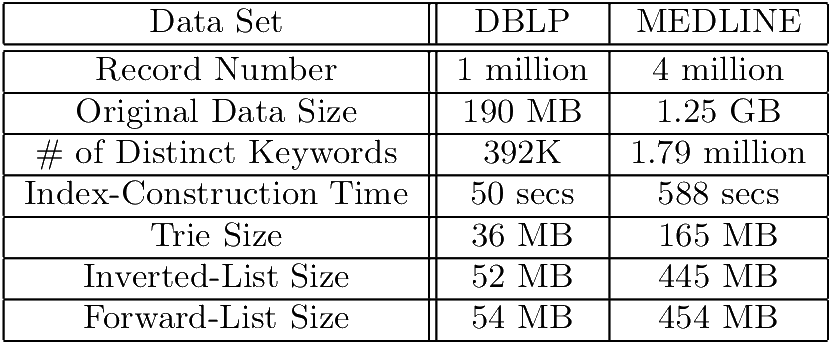 Data Set DBLP MEDLINE
Record Number 1 million 4 million
Original Data Size 190 MB 1.25 GB
# of Distinct Keywords 392K 1.79 million
Index-Construction Time 50 secs 588 secs
Trie Size 36 MB 165 MB
Inverted-List Size 52 MB 445 MB
Forward-List Size 54 MB 454 MB